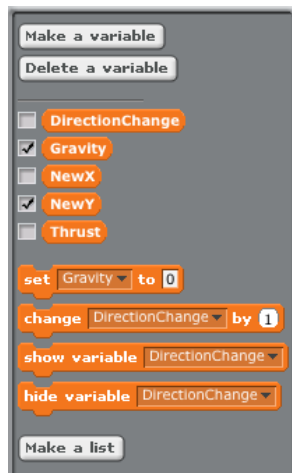 Make a variable
Delete a variable
DirectionChange
Gravity
NewX
NewY
Thrust
set Gravity to 0
change DirectionChange by 1
show variable DirectionChange
hide variable DirectionChange
Make a list